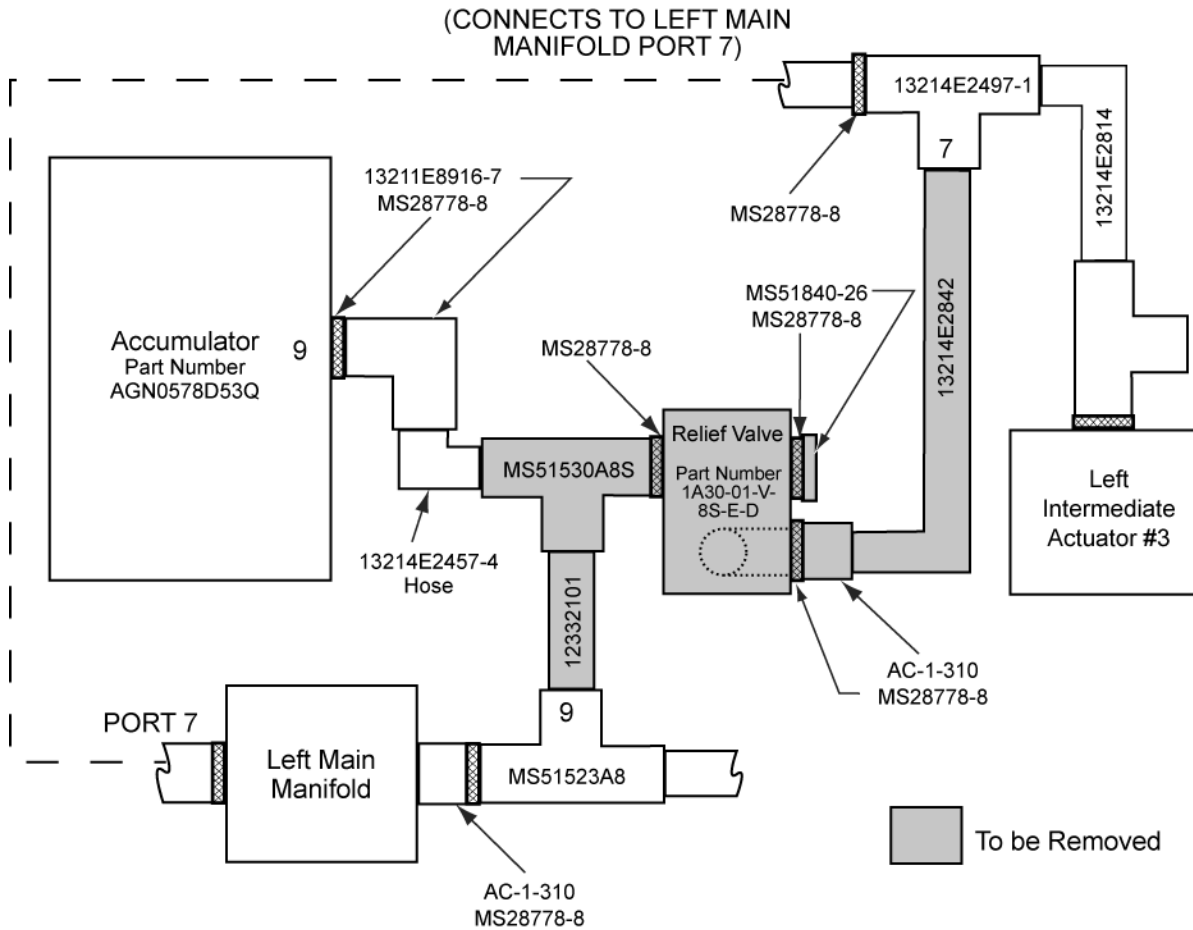 (CONNECTS TO LEFT MAIN
MANIFOLD PORT 7)
13214E2497-1
7
13214E2814
13211E8916-7
MS28778-8
MS28778-8
Accumulator
Part Number
AGN0578D53Q
9
MS51840-26
MS28778-8
MS28778-8
13214E2842
Relief Valve
Part Number
1A30-01-V-
8S-E-D
MS51530A8S
Left
Intermediate
Actuator #3
13214E2457-4
Hose
12332101
AC-1-310
MS28778-8
PORT 7
9
Left Main
Manifold
MS51523A8
To be Removed
AC-1-310
MS28778-8